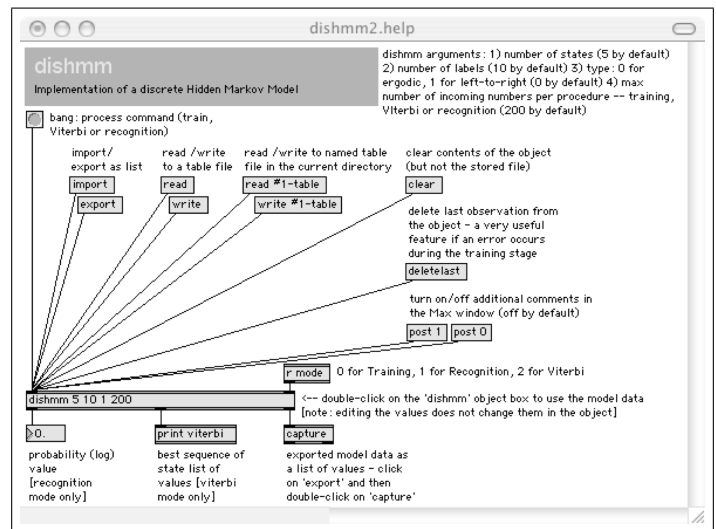 dishmm2.help
dishmm
Implementation of a discrete Hidden Markov Model
dishmm arguments: 1) number of states (5 by default)
2) number of labels (10 by default) 3) type: 0 for
ergodic, 1 for left-to-right (0 by default) 4) max
number of incoming numbers per procedure -- training,
VIterbi or recognition (200 by default)
bang: process command (train,
Viterbi or recognition)
import/
export as list
import
export
read /write
to a table file
read
write
read /write to named table
file in the current directory
read #1-table
write #1-table
clear contents of the object
(but not the stored file)
clear
delete last observation from
the object - a very useful
feature if an error occurs
during the training stage
deletelast
turn on/off additional comments in
the Max window (off by default)
post 1 post 0
r mode 0 for Training, 1 for Recognition, 2 for Viterbi
dishmm 5 10 1 200
<-- double-click on the 'dishmm' object box to use the model data
[note: editing the values does not change them in the object]
0.
probability (log)
value
[recognition
mode only]
print viterbi
best sequence of
state list of
values [viterbi
mode only]
capture
exported model data as
a list of values - click
on 'export' and then
double-click on 'capture'